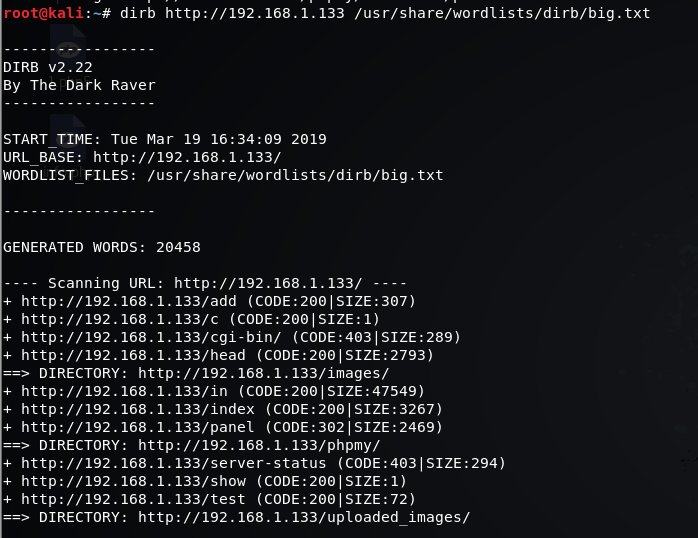 root@kali:~# dirb http://192.168.1.133 /usr/share/wordlists/dirb/big.txt
-----------------
DIRB v2.22
By The Dark Raver
-----------------
START_TIME: Tue Mar 19 16:34:09 2019
URL_BASE: http://192.168.1.133/
WORDLIST_FILES: /usr/share/wordlists/dirb/big.txt
-----------------
GENERATED WORDS: 20458
---- Scanning URL: http://192.168.1.133/ ----
+ http://192.168.1.133/add (CODE:200|SIZE:307)
+ http://192.168.1.133/c (CODE:200|SIZE:1)
+ http://192.168.1.133/cgi-bin/ (CODE:403|SIZE:289)
+ http://192.168.1.133/head (CODE:200|SIZE:2793)
==> DIRECTORY: http://192.168.1.133/images/
+ http://192.168.1.133/in (CODE:200|SIZE:47549)
+ http://192.168.1.133/index (CODE:200|SIZE:3267)
+ http://192.168.1.133/panel (CODE:302|SIZE:2469)
==> DIRECTORY: http://192.168.1.133/phpmy/
+ http://192.168.1.133/server-status (CODE:403|SIZE:294)
+ http://192.168.1.133/show (CODE:200|SIZE:1)
+ http://192.168.1.133/test (CODE:200|SIZE:72)
==> DIRECTORY: http://192.168.1.133/uploaded_images/